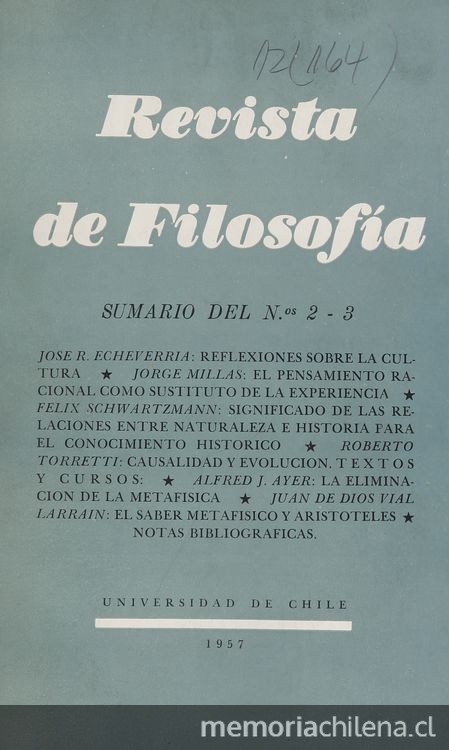 12(164)
Revista
de Filosofía
SUMARIO DEL N.os 2 - 3
JOSE R. ECHEVERRIA: REFLEXIONES SOBRE LA CUL-
TURA ★ JORGE MILLAS: EL PENSAMIENTO RA-
CIONAL COMO SUSTITUTO DE LA EXPERIENCIA ★
FELIX SCHWARTZMANN: SIGNIFICADO DE LAS RE-
LACIONES ENTRE NATURALEZA E HISTORIA PARA
EL CONOCIMIENTO HISTORICO ★ ROBERTO
TORRETTI: CAUSALIDAD Y EVOLUCION. TEXTOS
Y CURSOS: ★ ALFRED J. AYER: LA ELIMINA-
CION DE LA METAFISICA ★ JUAN DE DIOS VIAL
LARRAIN: EL SABER METAFISICO Y ARISTOTELES ★
NOTAS BIBLIOGRAFICAS.
UNIVERSIDAD DE CHILE
1957
memoriachilena.cl